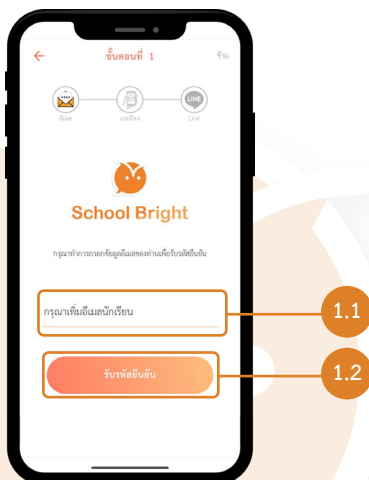 ขั้นตอนที่ 1
ข้าม
อีเมล
เบอร์โทร
Line
LINE
School Bright
กรุณาทำการกรอกข้อมูลอีเมลของท่านเพื่อรับรหัสยืนยัน
กรุณาเพิ่มอีเมลนักเรียน
1.1
รับรหัสยืนยัน
1.2